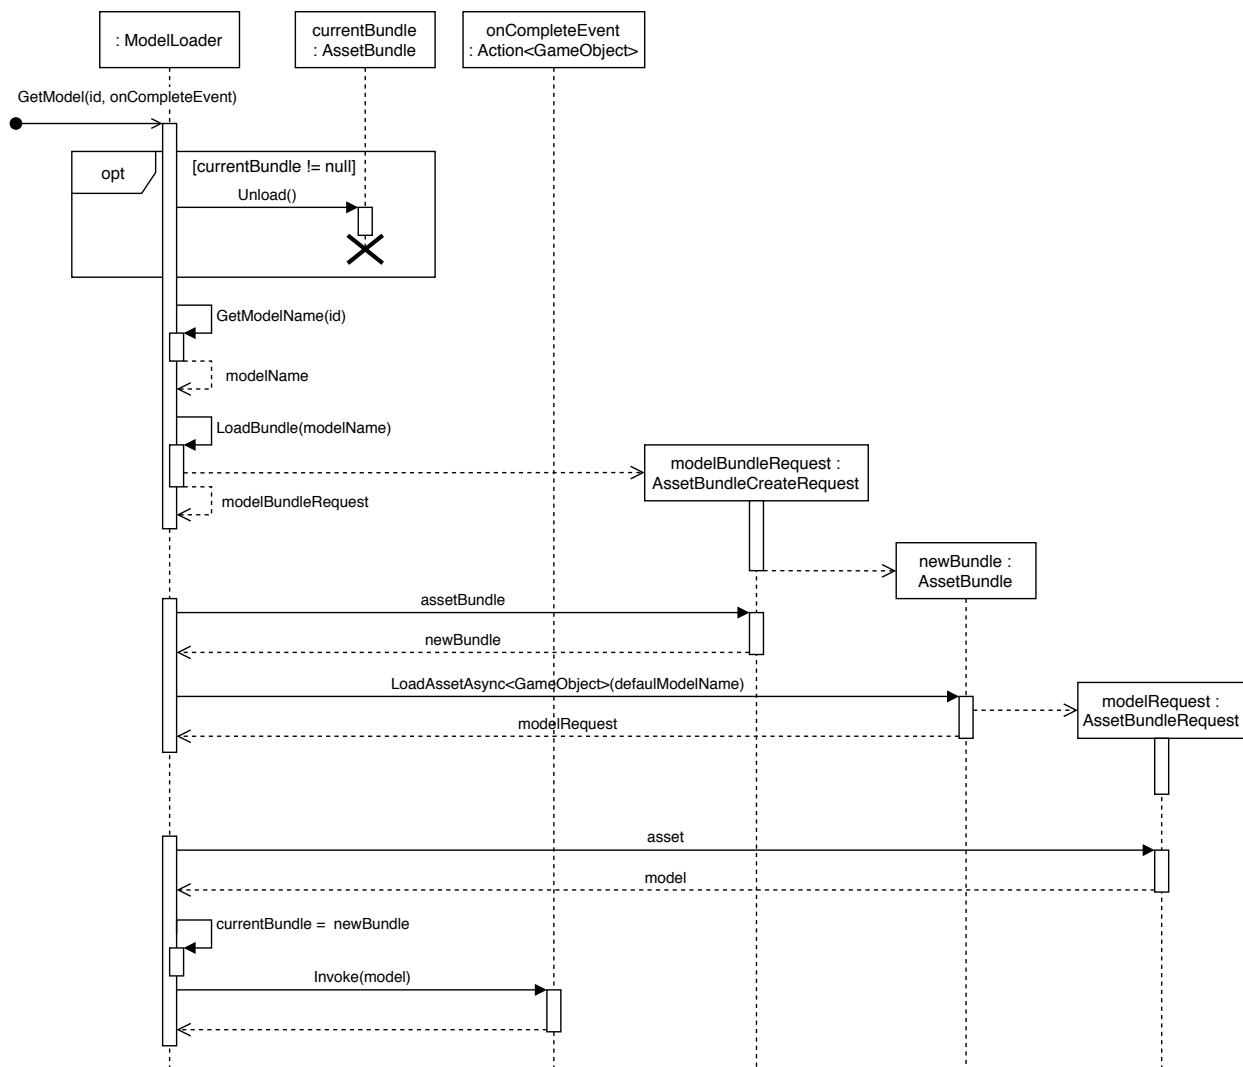 : ModelLoader
currentBundle
: AssetBundle
onCompleteEvent
: Action<GameObject>
GetModel(id, onCompleteEvent)
opt
[currentBundle != null]
Unload()
GetModelName(id)
modelName
LoadBundle(modelName)
modelBundleRequest :
AssetBundleCreateRequest
modelBundleRequest
newBundle :
AssetBundle
assetBundle
newBundle
LoadAssetAsync<GameObject>(defaulModelName)
modelRequest :
AssetBundleRequest
modelRequest
asset
model
currentBundle = newBundle
Invoke(model)